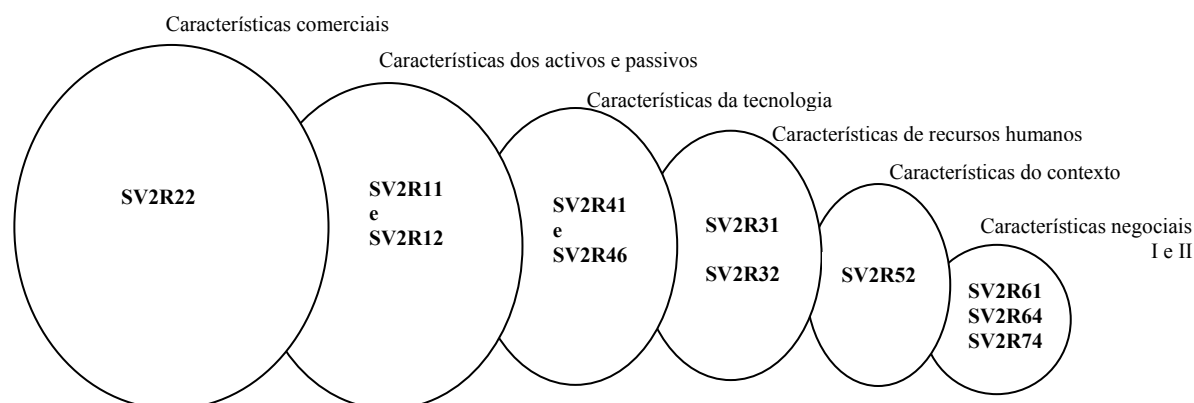 Características comerciais
Características dos activos e passivos
Características da tecnologia
Características de recursos humanos
Características do contexto
Características negociais
I e II
SV2R22
SV2R11
e
SV2R12
SV2R41
e
SV2R46
SV2R31
SV2R32
SV2R52
SV2R61
SV2R64
SV2R74